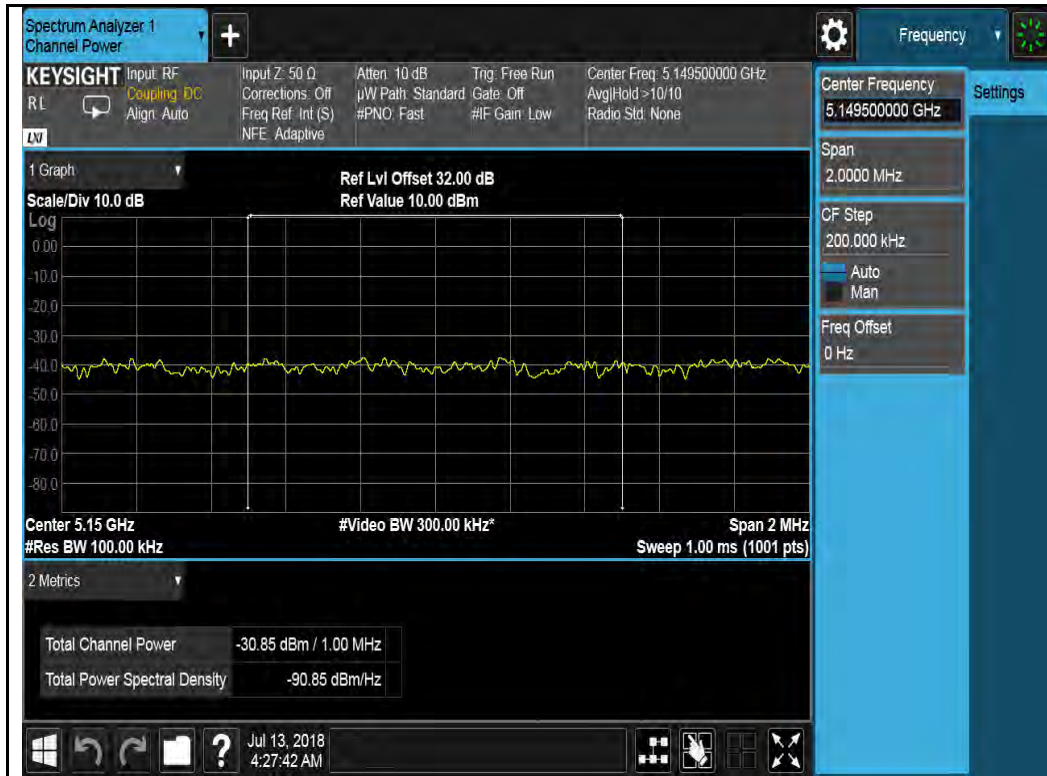 Spectrum Analyzer 1
Channel Power
+
Frequency
KEYSIGHT
RL
LXI
Input: RF
Coupling: DC
Align: Auto
Input Z: 50 Ω
Corrections: Off
Freq Ref: Int (S)
NFE: Adaptive
Atten: 10 dB
µW Path: Standard
#PNO: Fast
Trig: Free Run
Gate: Off
#IF Gain: Low
Center Freq: 5.149500000 GHz
Avg|Hold >10/10
Radio Std: None
Center Frequency
5.149500000 GHz
Settings
Span
2.0000 MHz
CF Step
200.000 kHz
Auto
Man
Freq Offset
0 Hz
1 Graph
Scale/Div 10.0 dB
Ref Lvl Offset 32.00 dB
Ref Value 10.00 dBm
Log
0.00
-10.0
-20.0
-30.0
-40.0
-50.0
-60.0
-70.0
-80.0
Center 5.15 GHz
#Video BW 300.00 kHz*
Span 2 MHz
#Res BW 100.00 kHz
Sweep 1.00 ms (1001 pts)
2 Metrics
Total Channel Power -30.85 dBm / 1.00 MHz
Total Power Spectral Density -90.85 dBm/Hz
?
Jul 13, 2018
4:27:42 AM